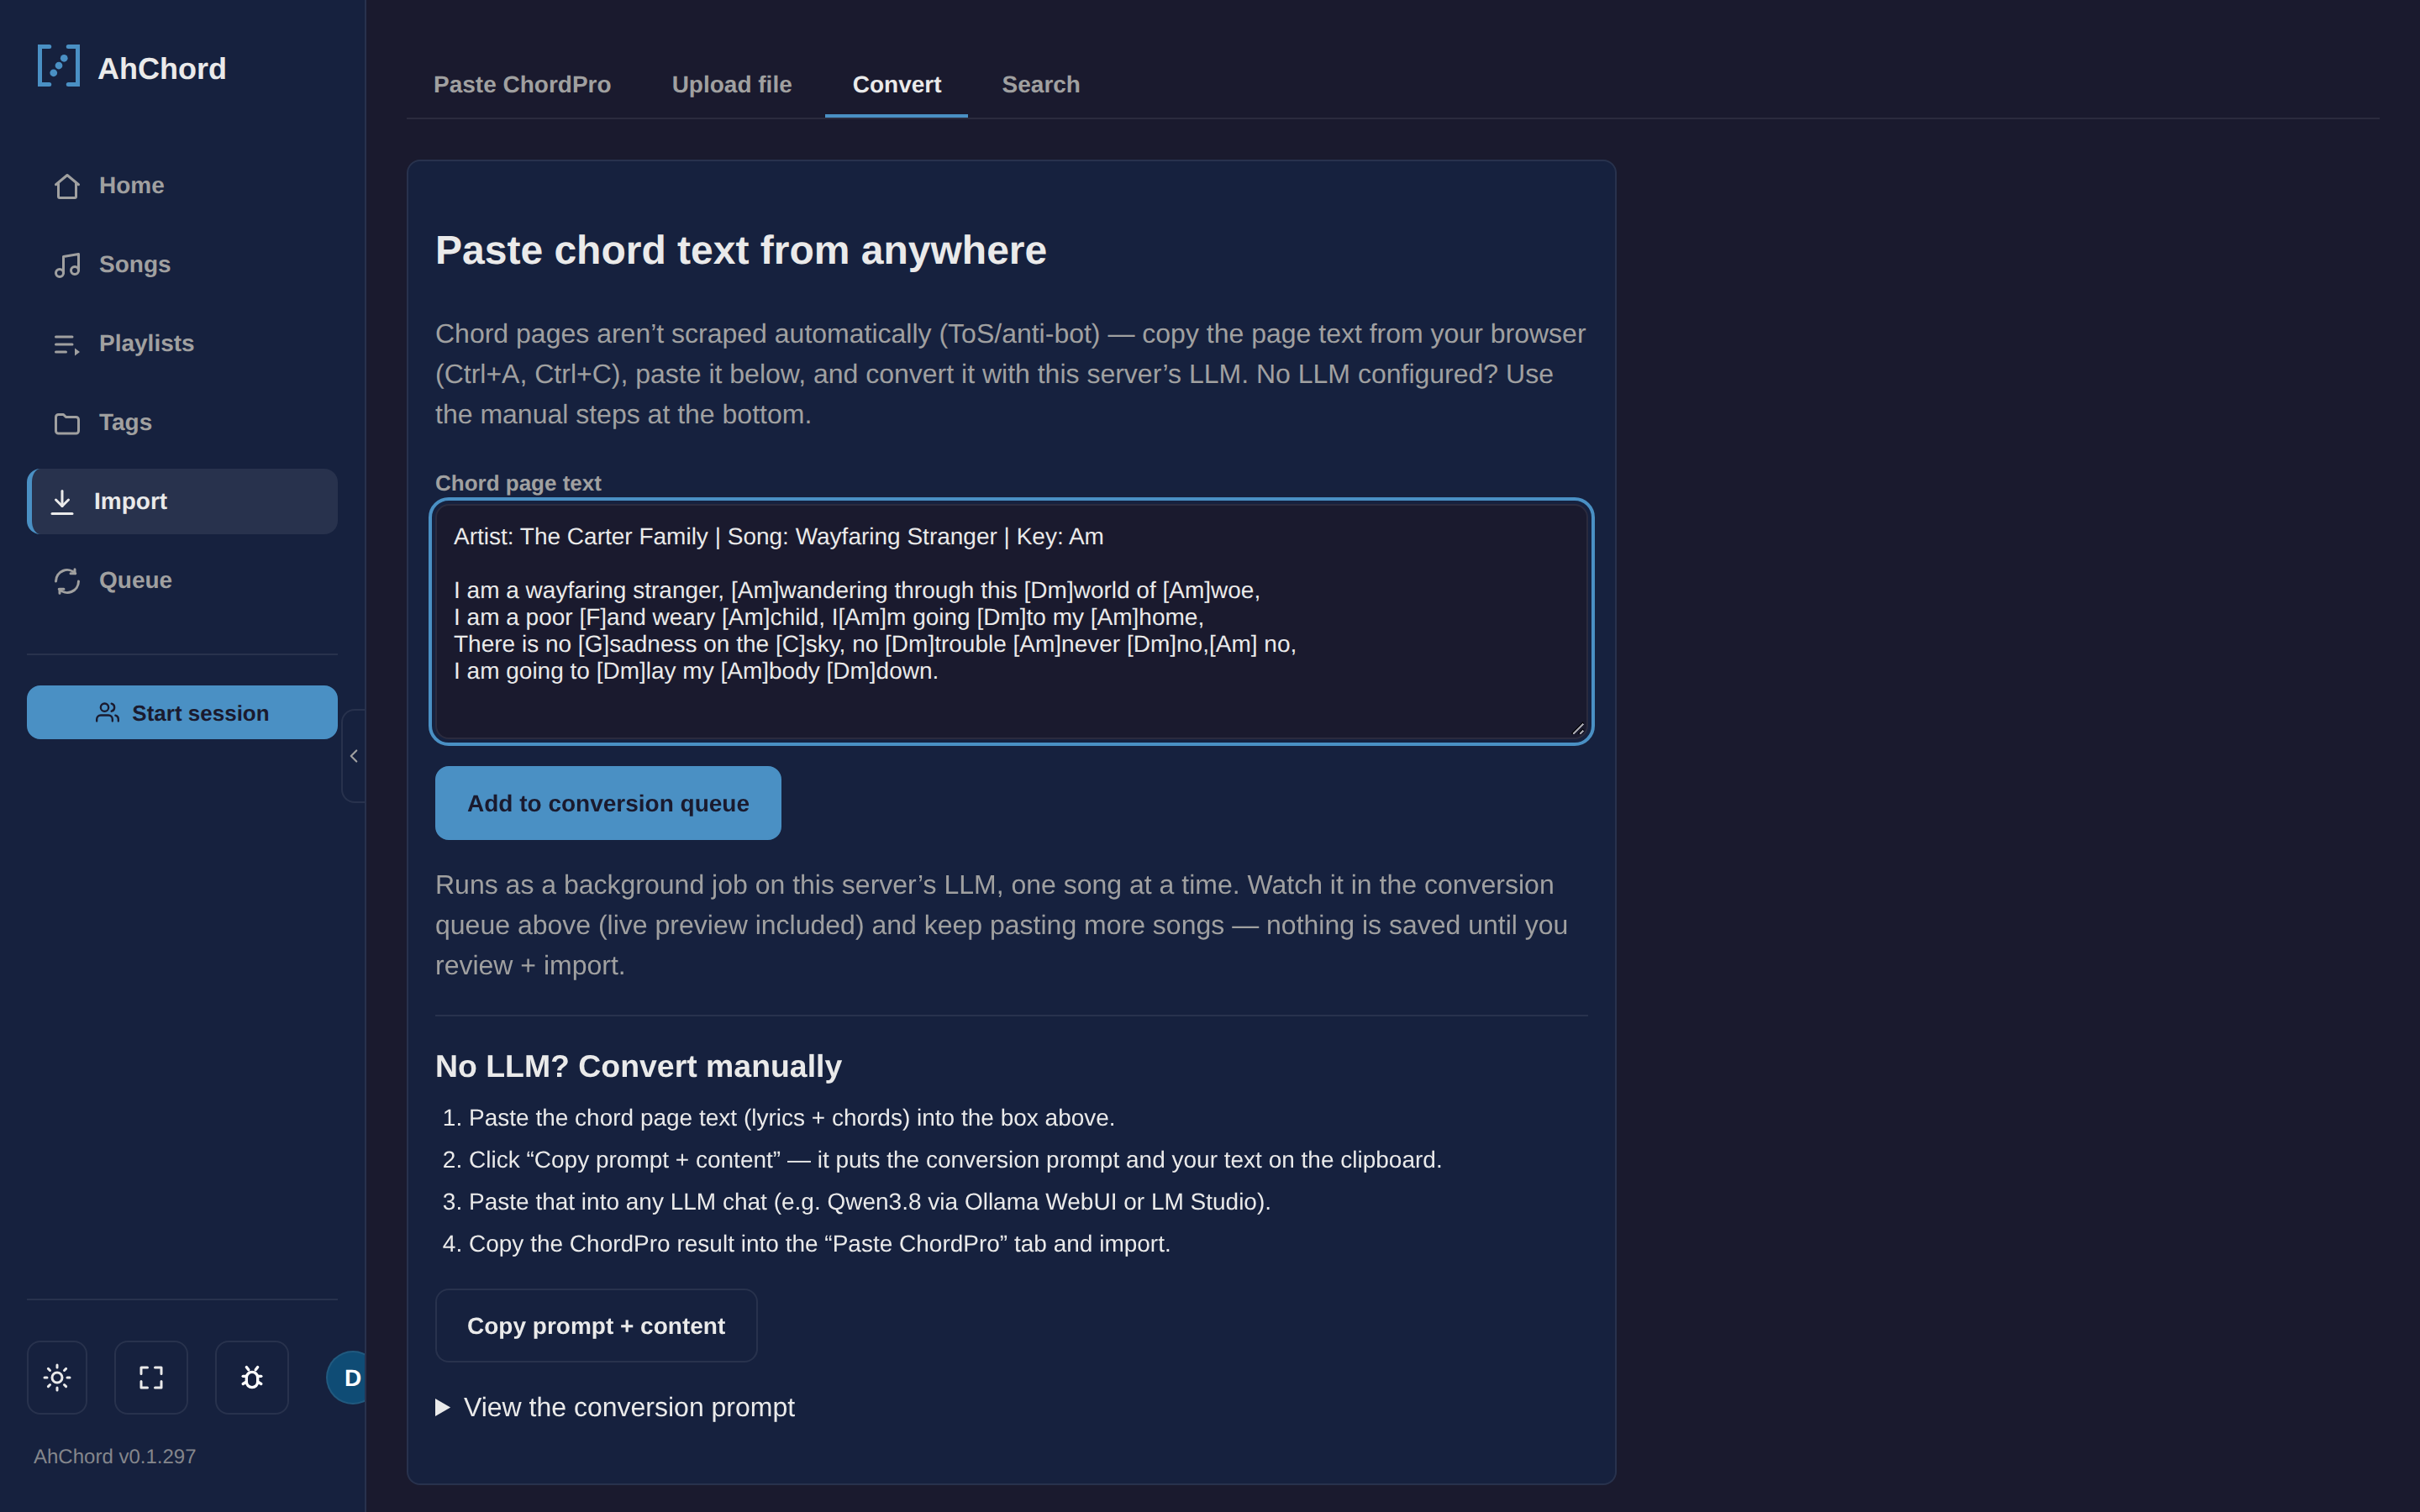 AhChord
Home
Songs
Playlists
Tags
Import
Queue
Start session
D
AhChord v0.1.297
Paste ChordPro
Upload file
Convert
Search
Paste chord text from anywhere
Chord pages aren’t scraped automatically (ToS/anti-bot) — copy the page text from your browser
(Ctrl+A, Ctrl+C), paste it below, and convert it with this server’s LLM. No LLM configured? Use
the manual steps at the bottom.
Chord page text
Artist: The Carter Family | Song: Wayfaring Stranger | Key: Am
I am a wayfaring stranger, [Am]wandering through this [Dm]world of [Am]woe,
I am a poor [F]and weary [Am]child, I[Am]m going [Dm]to my [Am]home,
There is no [G]sadness on the [C]sky, no [Dm]trouble [Am]never [Dm]no,[Am] no,
I am going to [Dm]lay my [Am]body [Dm]down.
Add to conversion queue
Runs as a background job on this server’s LLM, one song at a time. Watch it in the conversion
queue above (live preview included) and keep pasting more songs — nothing is saved until you
review + import.
No LLM? Convert manually
1. Paste the chord page text (lyrics + chords) into the box above.
2. Click “Copy prompt + content” — it puts the conversion prompt and your text on the clipboard.
3. Paste that into any LLM chat (e.g. Qwen3.8 via Ollama WebUI or LM Studio).
4. Copy the ChordPro result into the “Paste ChordPro” tab and import.
Copy prompt + content
View the conversion prompt